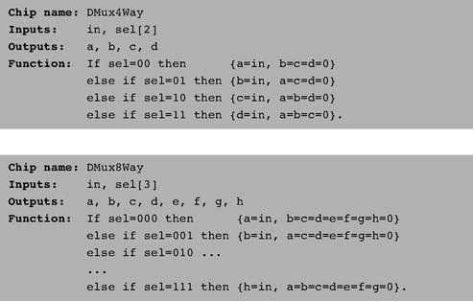 Chip name: DMux4Way
Inputs: in, sel[2]
Outputs: a, b, c, d
Function: If sel=00 then {a=in, b=c=d=0}
else if sel=01 then {b=in, a=c=d=0}
else if sel=10 then {c=in, a=b=d=0}
else if sel=11 then {d=in, a=b=c=0}.
Chip name: DMux8Way
Inputs: in, sel[3]
Outputs: a, b, c, d, e, f, g, h
Function: If sel=000 then {a=in, b=c=d=e=f=g=h=0}
else if sel=001 then {b=in, a=c=d=e=f=g=h=0}
else if sel=010 ...
...
else if sel=111 then {h=in, a=b=c=d=e=f=g=0}.